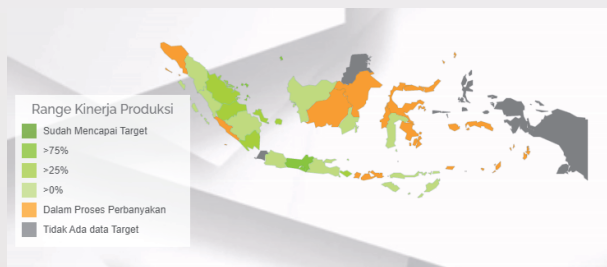 Range Kinerja Produksi
Sudah Mencapai Target
>75%
>25%
>0%
Dalam Proses Perbanyakan
Tidak Ada data Target